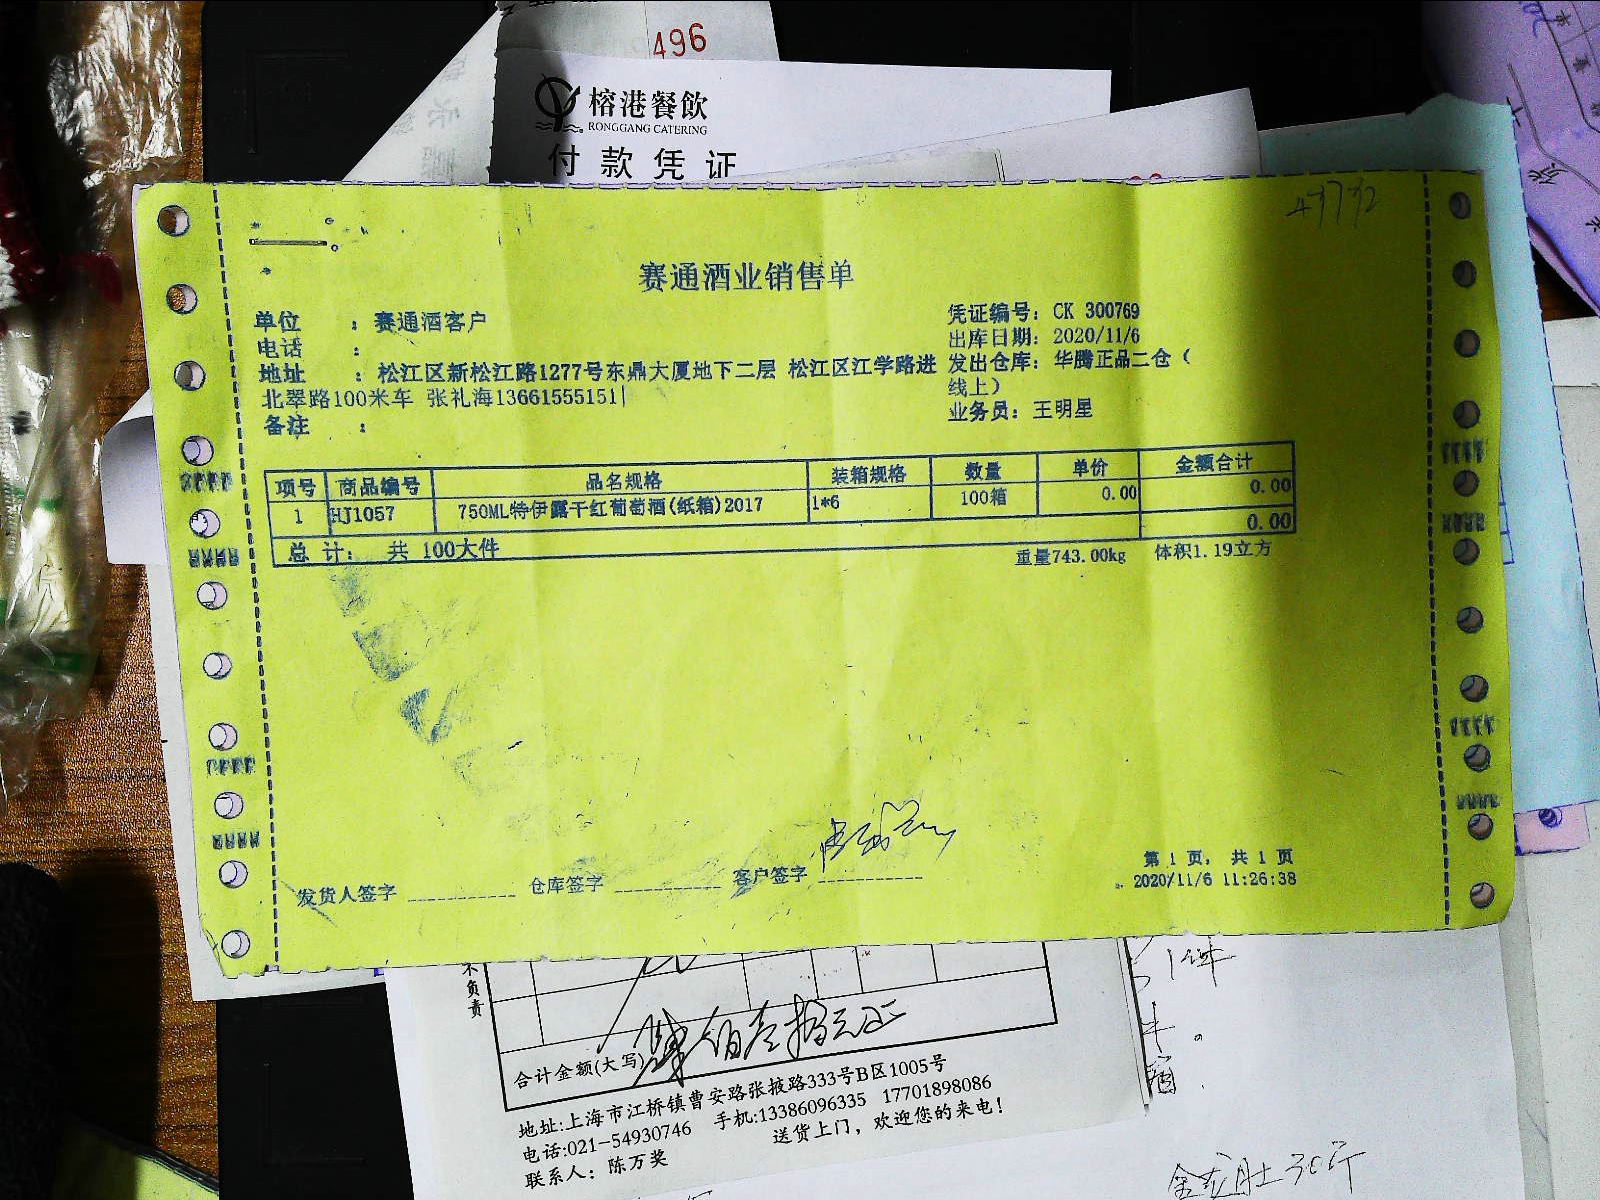 496
榕港餐飲
RONGGANG CATERING
付款凭证
赛通酒业销售单
单位 : 赛通酒客户
电话 :
地址 : 松江区新松江路1277号东鼎大厦地下二层 松江区江学路进
北翠路100米车 张礼海13661555151|
备注 :
凭证编号: CK 300769
出库日期: 2020/11/6
发出仓库: 华腾正品二仓（
线上）
业务员: 王明星
项号 商品编号 品名规格 装箱规格 数量 单价 金额合计
1 HJ1057 750ML特伊露干红葡萄酒(纸箱)2017 1*6 100箱 0.00 0.00
0.00
总 计: 共 100大件
重量743.00kg 体积1.19立方
发货人签字 仓库签字 客户签字
第 1 页, 共 1 页
2020/11/6 11:26:38
不负责
合计金额(大写)
地址:上海市江桥镇曹安路张掖路333号B区1005号
电话:021-54930746 手机:13386096335 17701898086
联系人: 陈万奖 送货上门，欢迎您的来电!